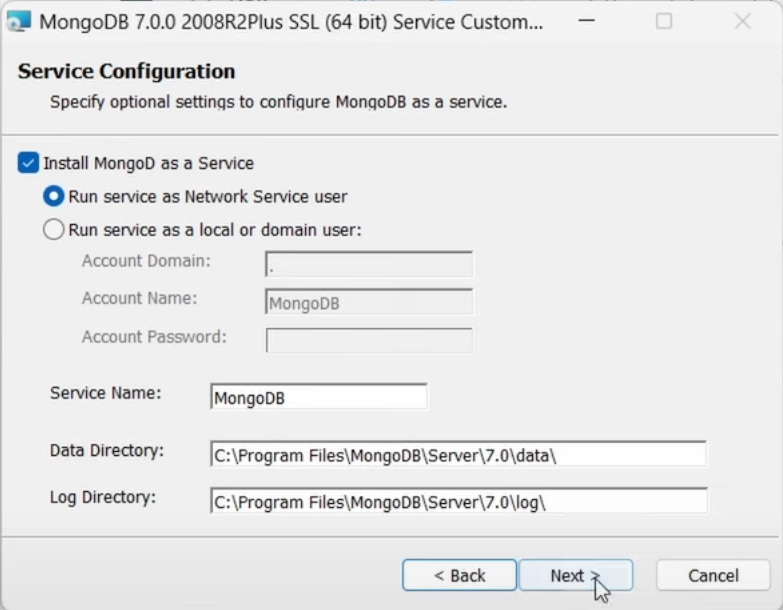 MongoDB 7.0.0 2008R2Plus SSL (64 bit) Service Custom...
Service Configuration
Specify optional settings to configure MongoDB as a service.
Install MongoD as a Service
Run service as Network Service user
Run service as a local or domain user:
Account Domain: .
Account Name: MongoDB
Account Password:
Service Name: MongoDB
Data Directory: C:\Program Files\MongoDB\Server\7.0\data\
Log Directory: C:\Program Files\MongoDB\Server\7.0\log\
< Back Next > Cancel